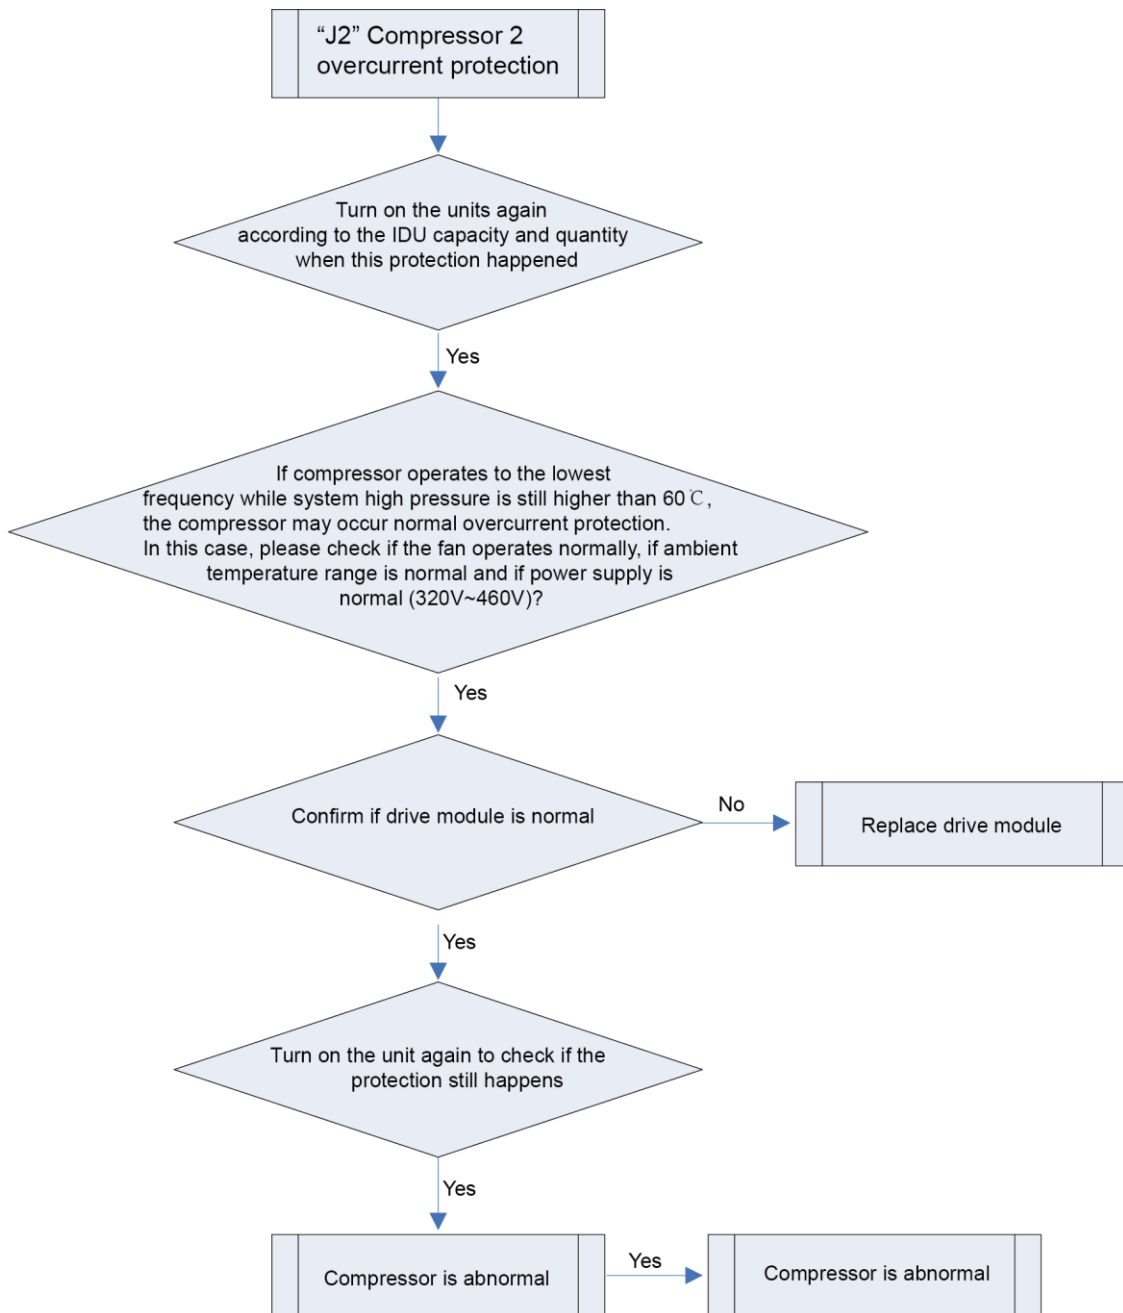 “J2” Compressor 2
overcurrent protection
Turn on the units again
according to the IDU capacity and quantity
when this protection happened
Yes
If compressor operates to the lowest
frequency while system high pressure is still higher than 60℃,
the compressor may occur normal overcurrent protection.
In this case, please check if the fan operates normally, if ambient
temperature range is normal and if power supply is
normal (320V~460V)?
Yes
Confirm if drive module is normal
No
Replace drive module
Yes
Turn on the unit again to check if the
protection still happens
Yes
Compressor is abnormal
Yes
Compressor is abnormal